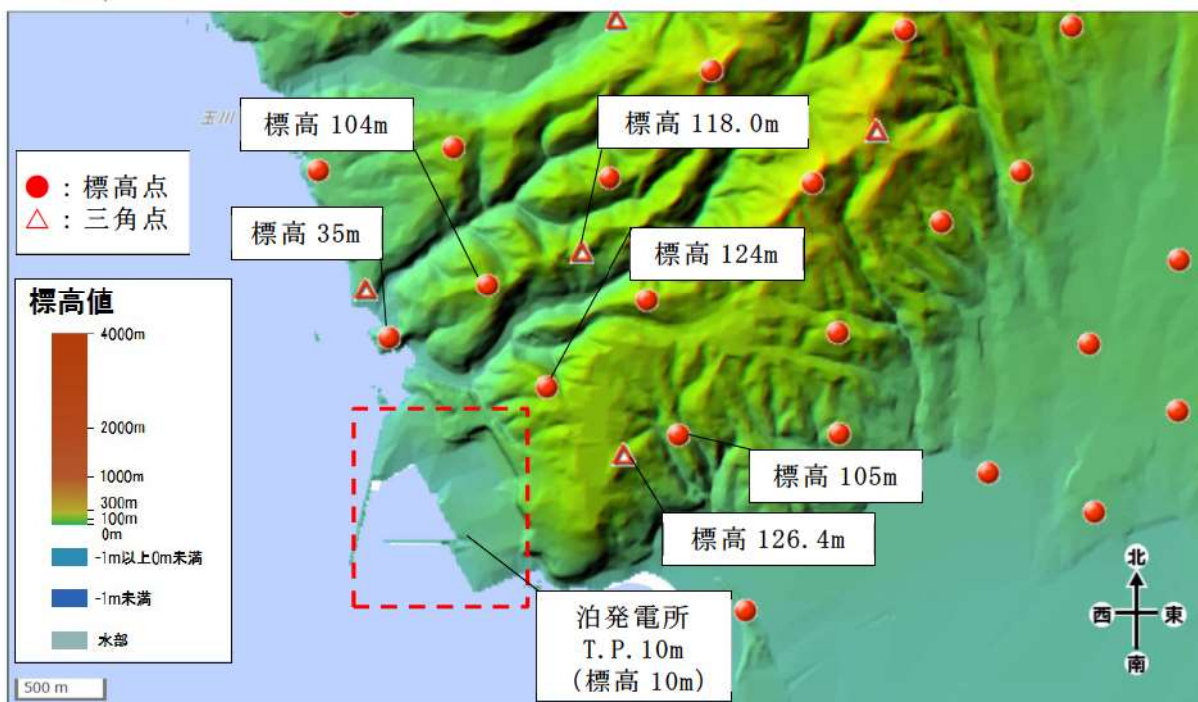 玉川
標高 104m
標高 118.0m
● : 標高点
△ : 三角点
標高 35m
標高 124m
標高値
4000m
2000m
1000m
300m
100m
0m
-1m以上0m未満
-1m未満
水部
標高 105m
標高 126.4m
泊発電所
T.P.10m
(標高 10m)
北
西 東
南
500 m